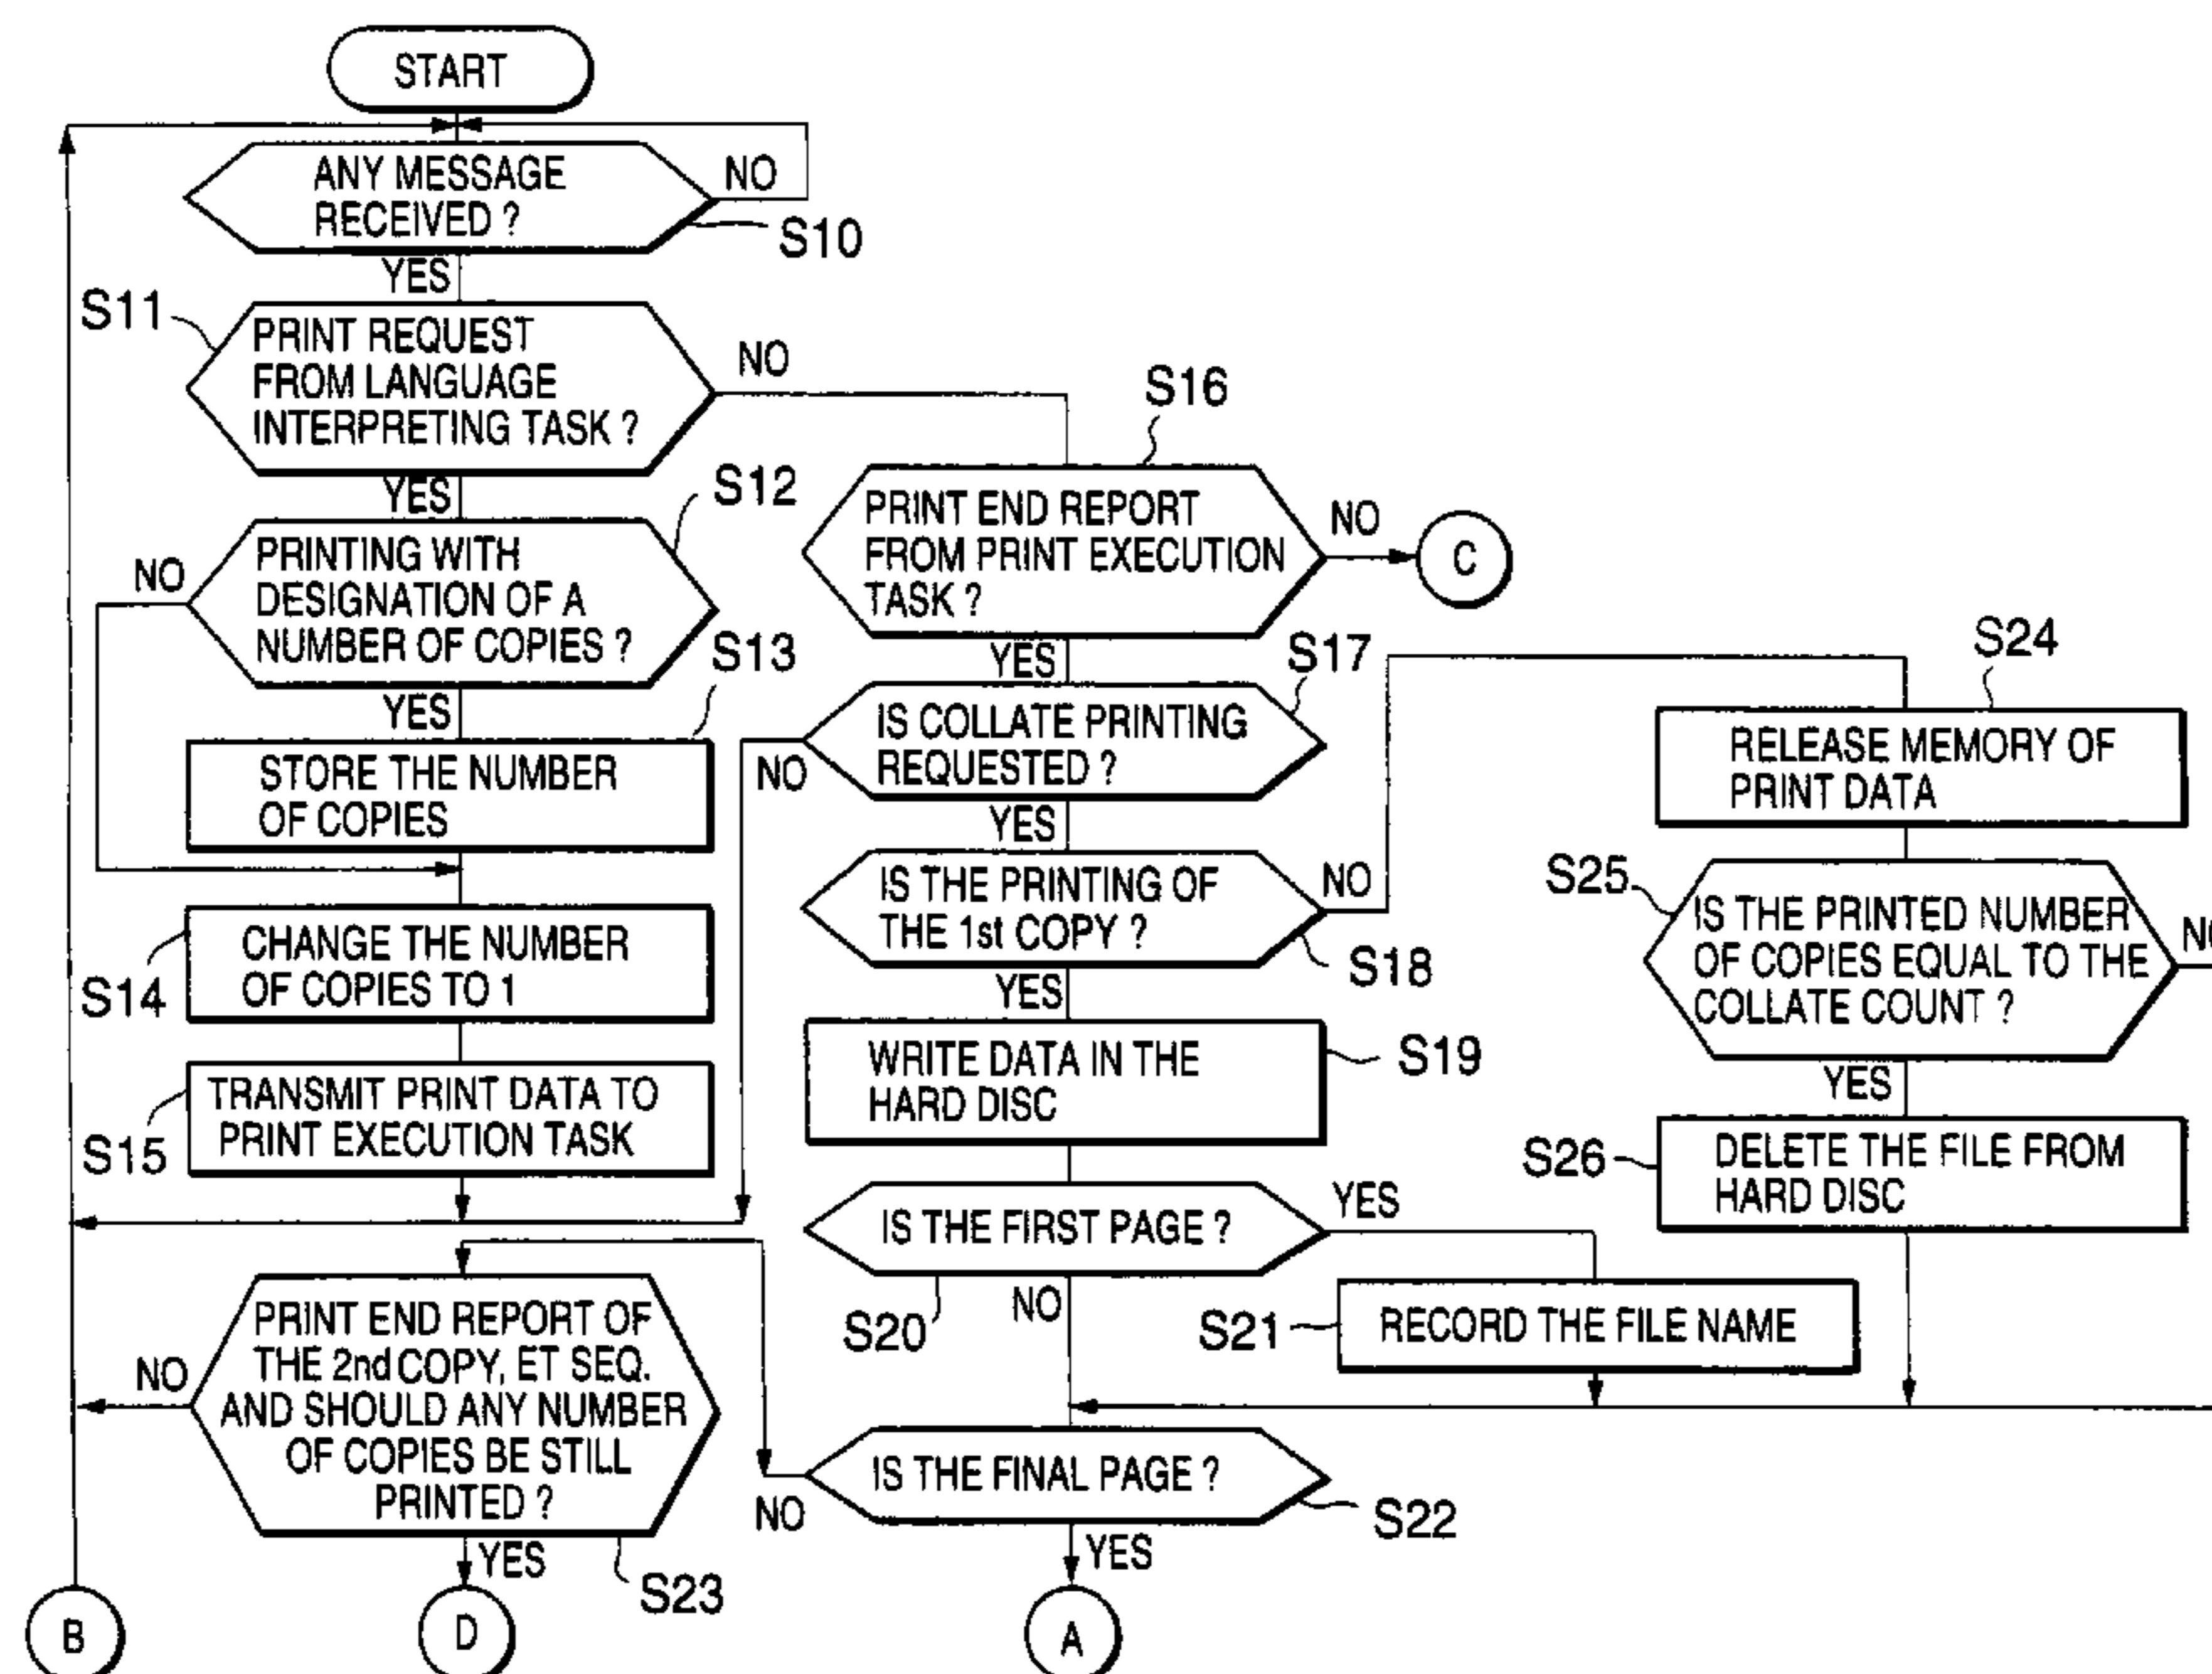 START
ANY MESSAGE
RECEIVED ?
NO
S10
YES
S11
PRINT REQUEST
FROM LANGUAGE
INTERPRETING TASK ?
NO
YES
S12
PRINTING WITH
DESIGNATION OF A
NUMBER OF COPIES ?
NO
YES
S13
STORE THE NUMBER
OF COPIES
CHANGE THE NUMBER
OF COPIES TO 1
S14
TRANSMIT PRINT DATA TO
PRINT EXECUTION TASK
S15
S16
PRINT END REPORT
FROM PRINT EXECUTION
TASK ?
NO
C
YES
S17
IS COLLATE PRINTING
REQUESTED ?
NO
YES
IS THE PRINTING OF
THE 1st COPY ?
NO
S18
YES
WRITE DATA IN THE
HARD DISC
S19
IS THE FIRST PAGE ?
YES
S20
NO
S21
RECORD THE FILE NAME
IS THE FINAL PAGE ?
NO
S22
YES
A
PRINT END REPORT OF
THE 2nd COPY, ET SEQ.
AND SHOULD ANY NUMBER
OF COPIES BE STILL
PRINTED ?
NO
YES
S23
B
D
S24
RELEASE MEMORY OF
PRINT DATA
S25
IS THE PRINTED NUMBER
OF COPIES EQUAL TO THE
COLLATE COUNT ?
NO
YES
S26
DELETE THE FILE FROM
HARD DISC